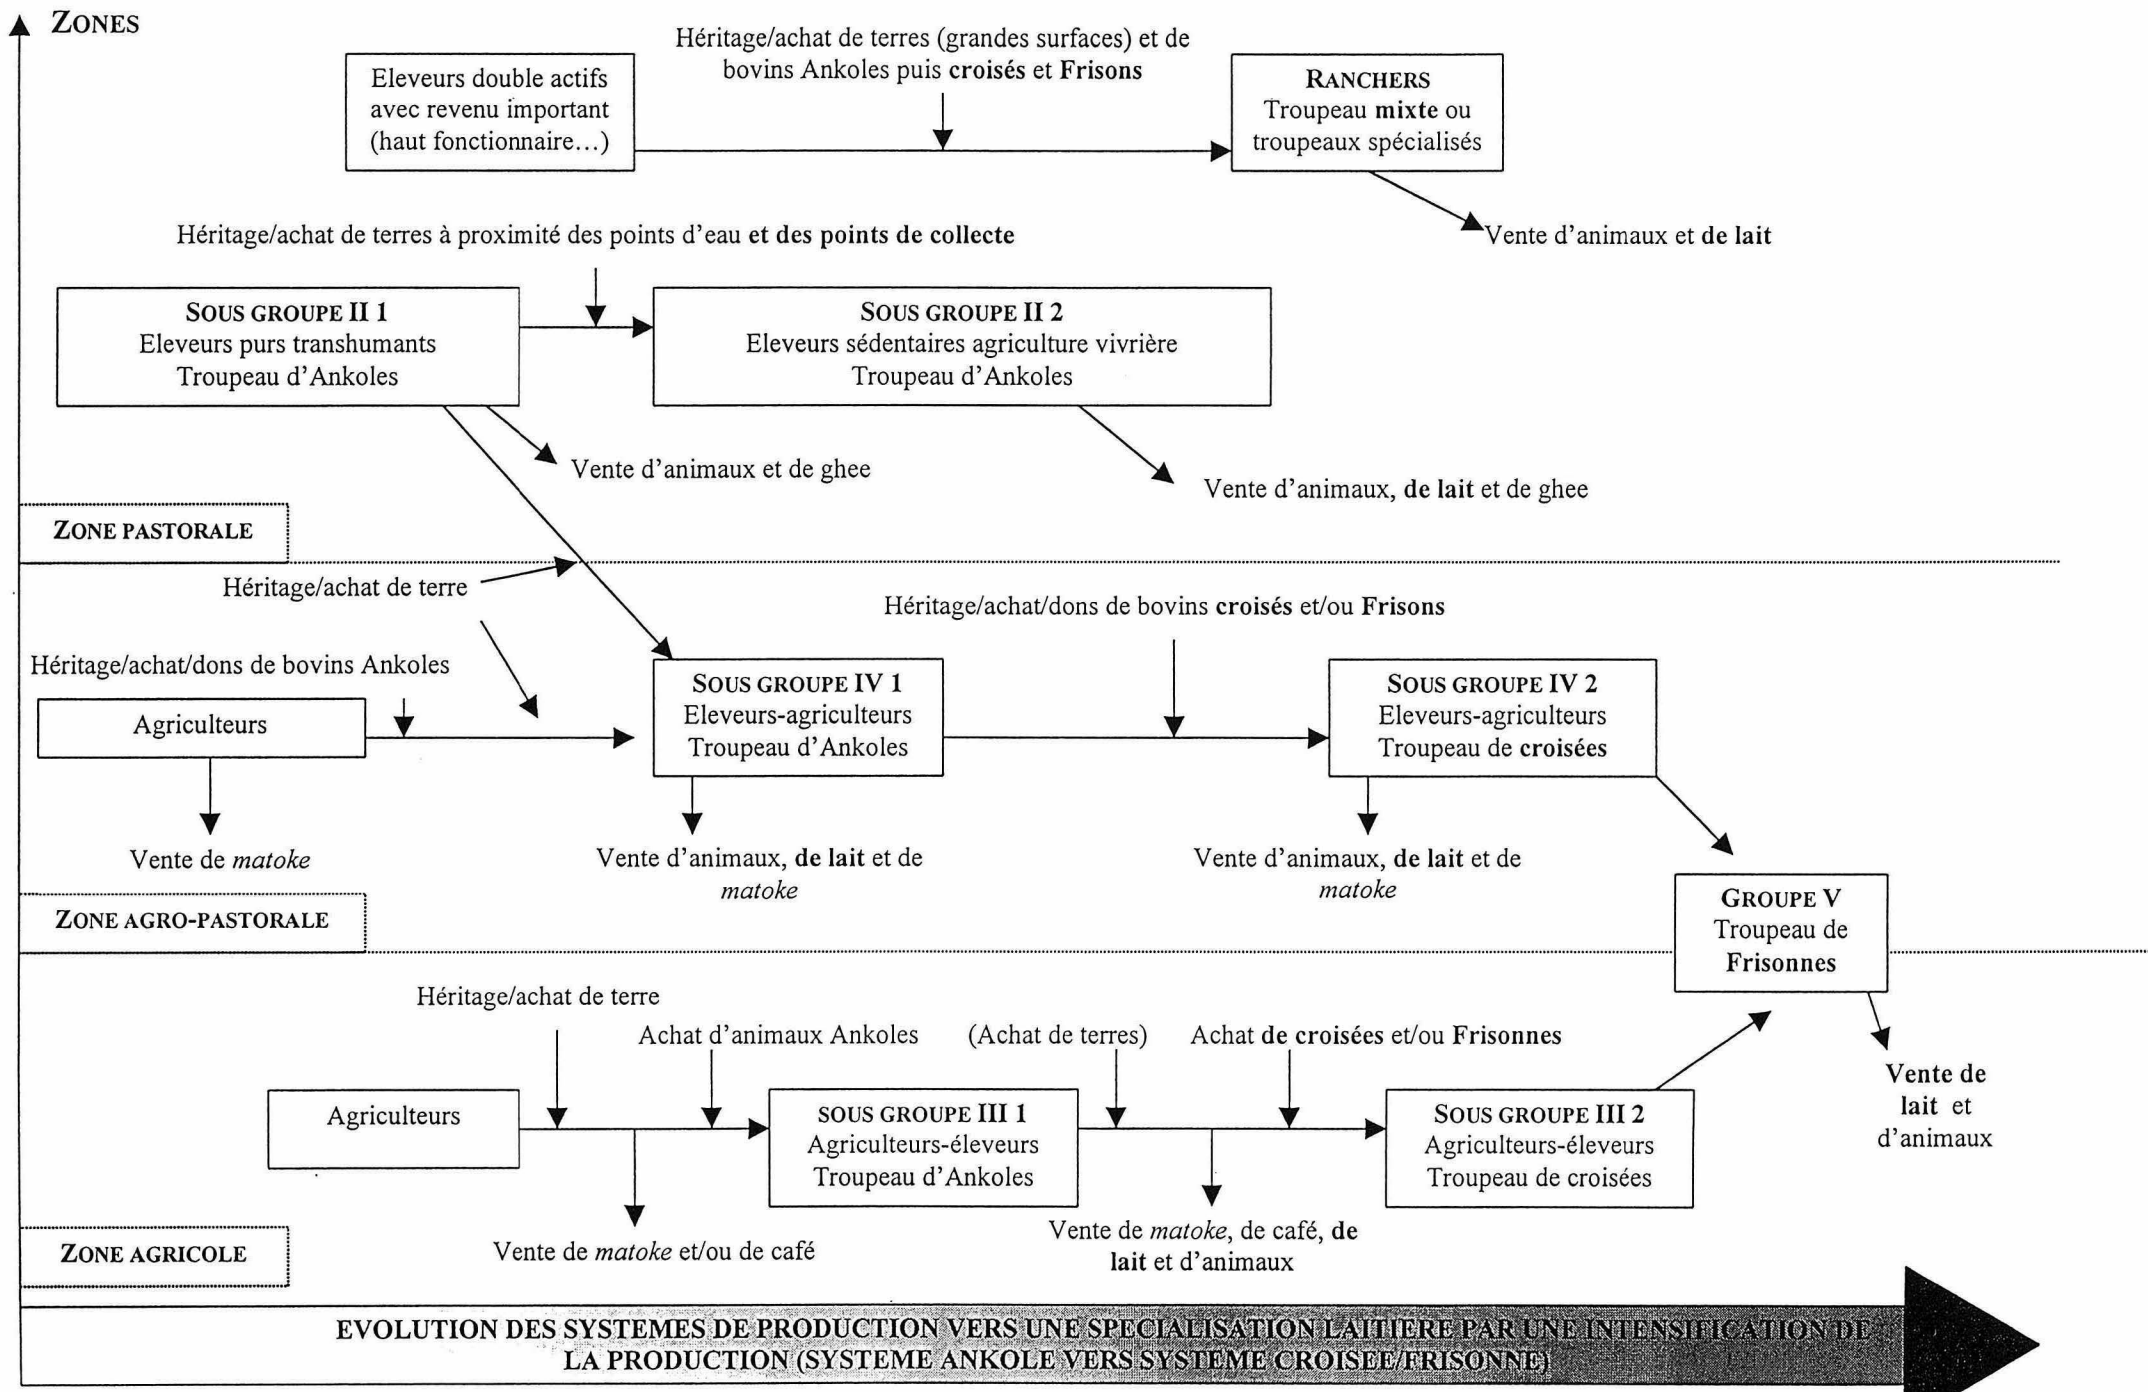 ZONES
Héritage/achat de terres (grandes surfaces) et de
bovins Ankoles puis croisés et Frisons
Eleveurs double actifs
avec revenu important
(haut fonctionnaire...)
RANCHERS
Troupeau mixte ou
troupeaux spécialisés
Vente d'animaux et de lait
Héritage/achat de terres à proximité des points d'eau et des points de collecte
SOUS GROUPE II 1
Eleveurs purs transhumants
Troupeau d'Ankoles
SOUS GROUPE II 2
Eleveurs sédentaires agriculture vivrière
Troupeau d'Ankoles
Vente d'animaux et de ghee
Vente d'animaux, de lait et de ghee
ZONE PASTORALE
Héritage/achat de terre
Héritage/achat/dons de bovins croisés et/ou Frisons
Héritage/achat/dons de bovins Ankoles
Agriculteurs
SOUS GROUPE IV 1
Eleveurs-agriculteurs
Troupeau d'Ankoles
SOUS GROUPE IV 2
Eleveurs-agriculteurs
Troupeau de croisées
Vente de matoke
Vente d'animaux, de lait et de
matoke
Vente d'animaux, de lait et de
matoke
GROUPE V
Troupeau de
Frisonnes
ZONE AGRO-PASTORALE
Héritage/achat de terre
Achat d'animaux Ankoles
(Achat de terres)
Achat de croisées et/ou Frisonnes
Agriculteurs
SOUS GROUPE III 1
Agriculteurs-éleveurs
Troupeau d'Ankoles
SOUS GROUPE III 2
Agriculteurs-éleveurs
Troupeau de croisées
Vente de
lait et
d'animaux
Vente de matoke et/ou de café
Vente de matoke, de café, de
lait et d'animaux
ZONE AGRICOLE
EVOLUTION DES SYSTEMES DE PRODUCTION VERS UNE SPECIALISATION LAITIERE PAR UNE INTENSIFICATION DE
LA PRODUCTION (SYSTEME ANKOLE VERS SYSTEME CROISEE/FRISONNE)